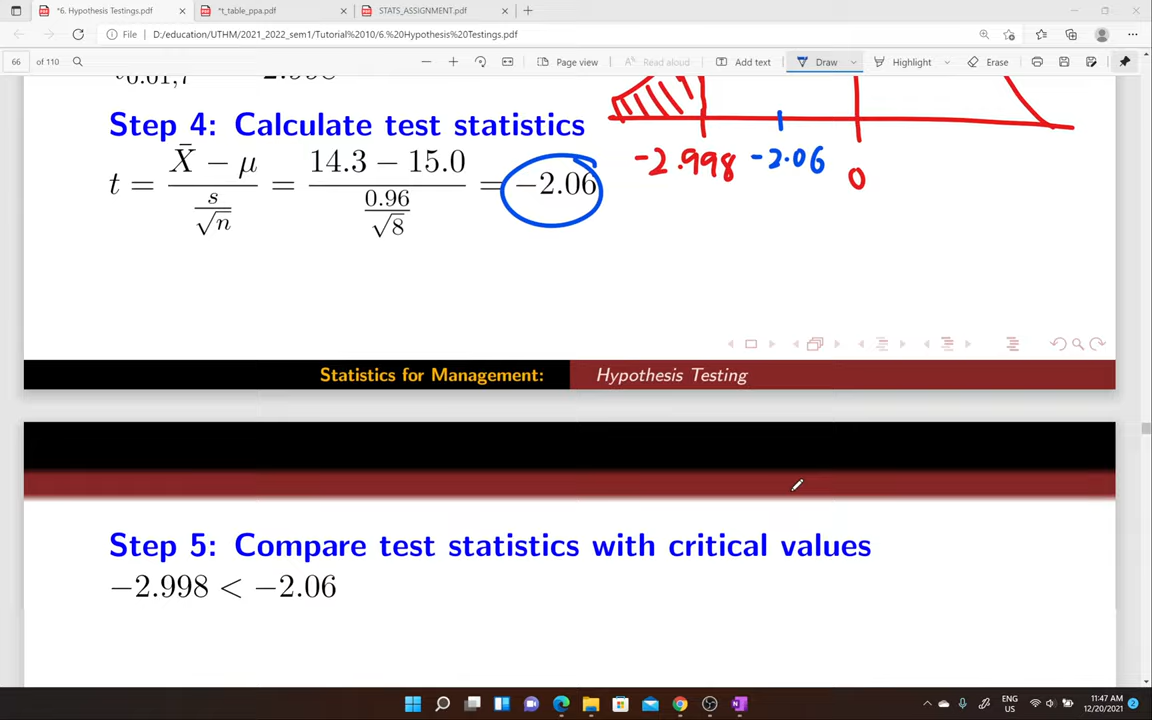 *6. Hypothesis Testings.pdf
*t_table_ppa.pdf
STATS_ASSIGNMENT.pdf
File D:/education/UTHM/2021_2022_sem1/Tutorial%2010/6.%20Hypothesis%20Testings.pdf
66 of 110
Page view
Read aloud
Add text
Draw
Highlight
Erase
Step 4: Calculate test statistics
t = X̄ − μ / (s/√n) = 14.3 − 15.0 / (0.96/√8) = −2.06
-2.998 -2.06 0
Statistics for Management: Hypothesis Testing
Step 5: Compare test statistics with critical values
−2.998 < −2.06
ENG US
11:47 AM
12/20/2021
2